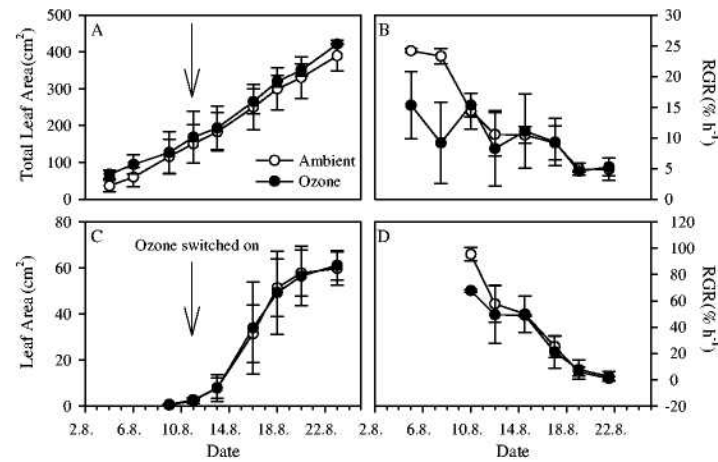 500
A
B
30
400
25
300
20
200
15
100
10
0
5
0
Total Leaf Area(cm²)
RGR(% h⁻¹)
Ambient
Ozone
80
C
Ozone switched on
D
120
60
100
40
80
20
60
0
40
20
0
-20
Leaf Area(cm²)
RGR(% h⁻¹)
2.8. 6.8. 10.8. 14.8. 18.8. 22.8. 2.8. 6.8. 10.8. 14.8. 18.8. 22.8.
Date Date